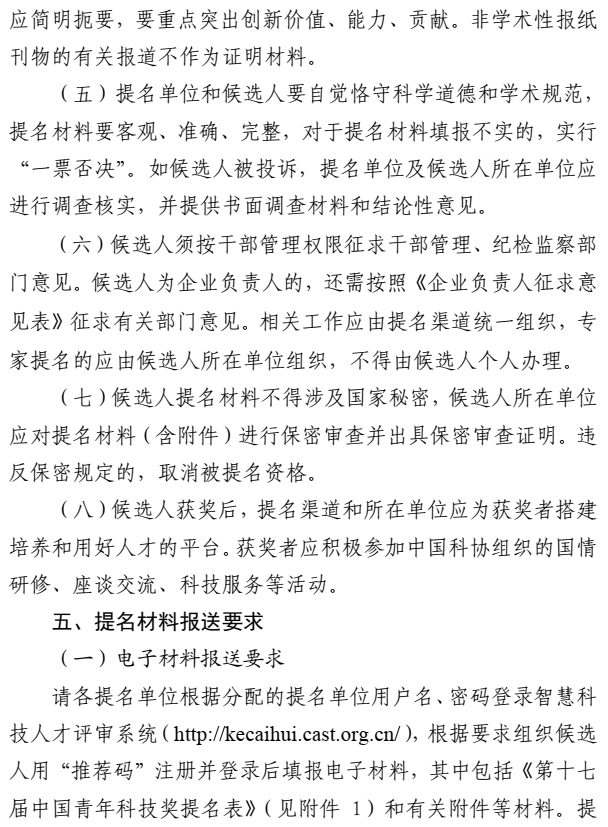 应简明扼要，要重点突出创新价值、能力、贡献。非学术性报纸
刊物的有关报道不作为证明材料。
（五）提名单位和候选人要自觉恪守科学道德和学术规范，
提名材料要客观、准确、完整，对于提名材料填报不实的，实行
“一票否决”。如候选人被投诉，提名单位及候选人所在单位应
进行调查核实，并提供书面调查材料和结论性意见。
（六）候选人须按干部管理权限征求干部管理、纪检监察部
门意见。候选人为企业负责人的，还需按照《企业负责人征求意
见表》征求有关部门意见。相关工作应由提名渠道统一组织，专
家提名的应由候选人所在单位组织，不得由候选人个人办理。
（七）候选人提名材料不得涉及国家秘密，候选人所在单位
应对提名材料（含附件）进行保密审查并出具保密审查证明。违
反保密规定的，取消被提名资格。
（八）候选人获奖后，提名渠道和所在单位应为获奖者搭建
培养和用好人才的平台。获奖者应积极参加中国科协组织的国情
研修、座谈交流、科技服务等活动。
五、提名材料报送要求
（一）电子材料报送要求
请各提名单位根据分配的提名单位用户名、密码登录智慧科
技人才评审系统（http://kecaihui.cast.org.cn/），根据要求组织候选
人用“推荐码”注册并登录后填报电子材料，其中包括《第十七
届中国青年科技奖提名表》（见附件 1）和有关附件等材料。提